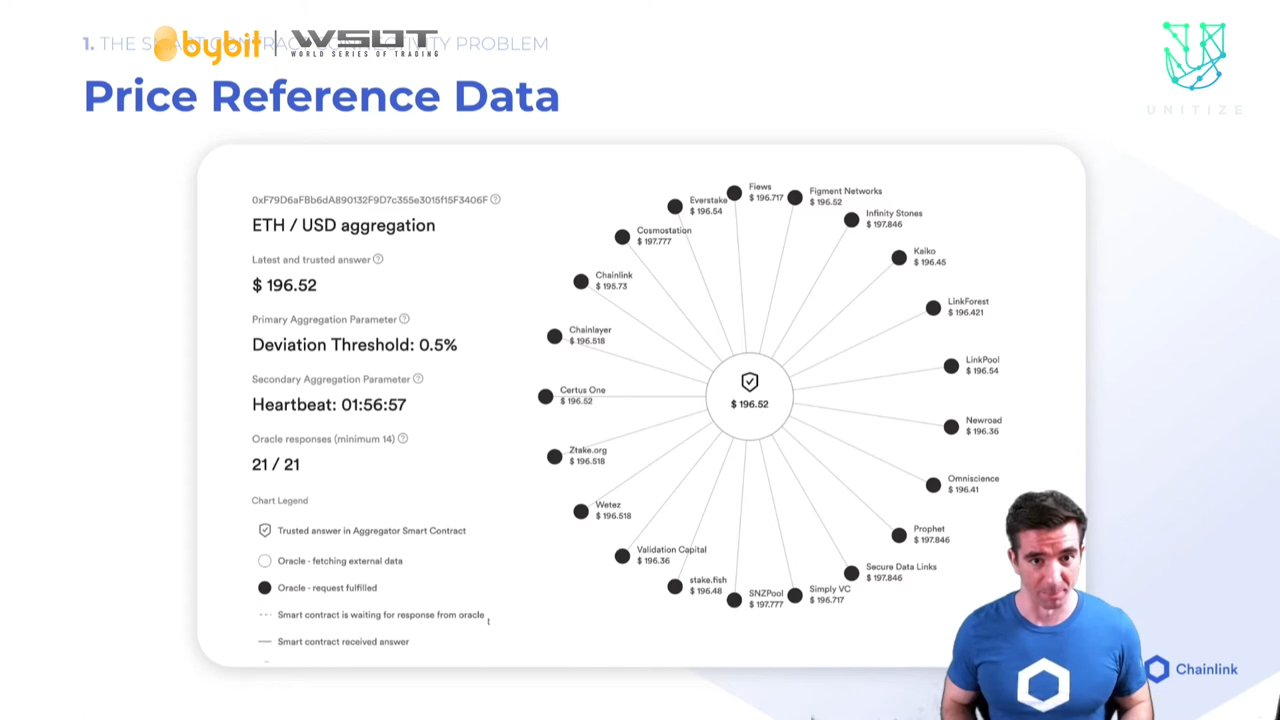 1. THE SMART CONTRACT CONNECTIVITY PROBLEM
bybit
WSOT
WORLD SERIES OF TRADING
UNITIZE
Price Reference Data
0xF79D6aFBb6dA890132F9D7c355e3015f15F3406F
ETH / USD aggregation
Latest and trusted answer
$ 196.52
Primary Aggregation Parameter
Deviation Threshold: 0.5%
Secondary Aggregation Parameter
Heartbeat: 01:56:57
Oracle responses (minimum 14)
21 / 21
Chart Legend
Trusted answer in Aggregator Smart Contract
Oracle - fetching external data
Oracle - request fulfilled
Smart contract is waiting for response from oracle
Smart contract received answer
Fiews
$ 196.717
Figment Networks
$ 196.52
Infinity Stones
$ 197.846
Kaiko
$ 196.45
LinkForest
$ 196.421
LinkPool
$ 196.54
Newroad
$ 196.36
Omniscience
$ 196.41
Prophet
$ 197.846
Secure Data Links
$ 197.846
Simply VC
$ 196.717
SNZPool
$ 197.777
stake.fish
$ 196.48
Validation Capital
$ 196.36
Wetez
$ 196.518
Ztake.org
$ 196.518
Certus One
$ 196.52
Chainlayer
$ 196.518
Chainlink
$ 195.73
Cosmostation
$ 197.777
Everstake
$ 196.54
$ 196.52
Chainlink